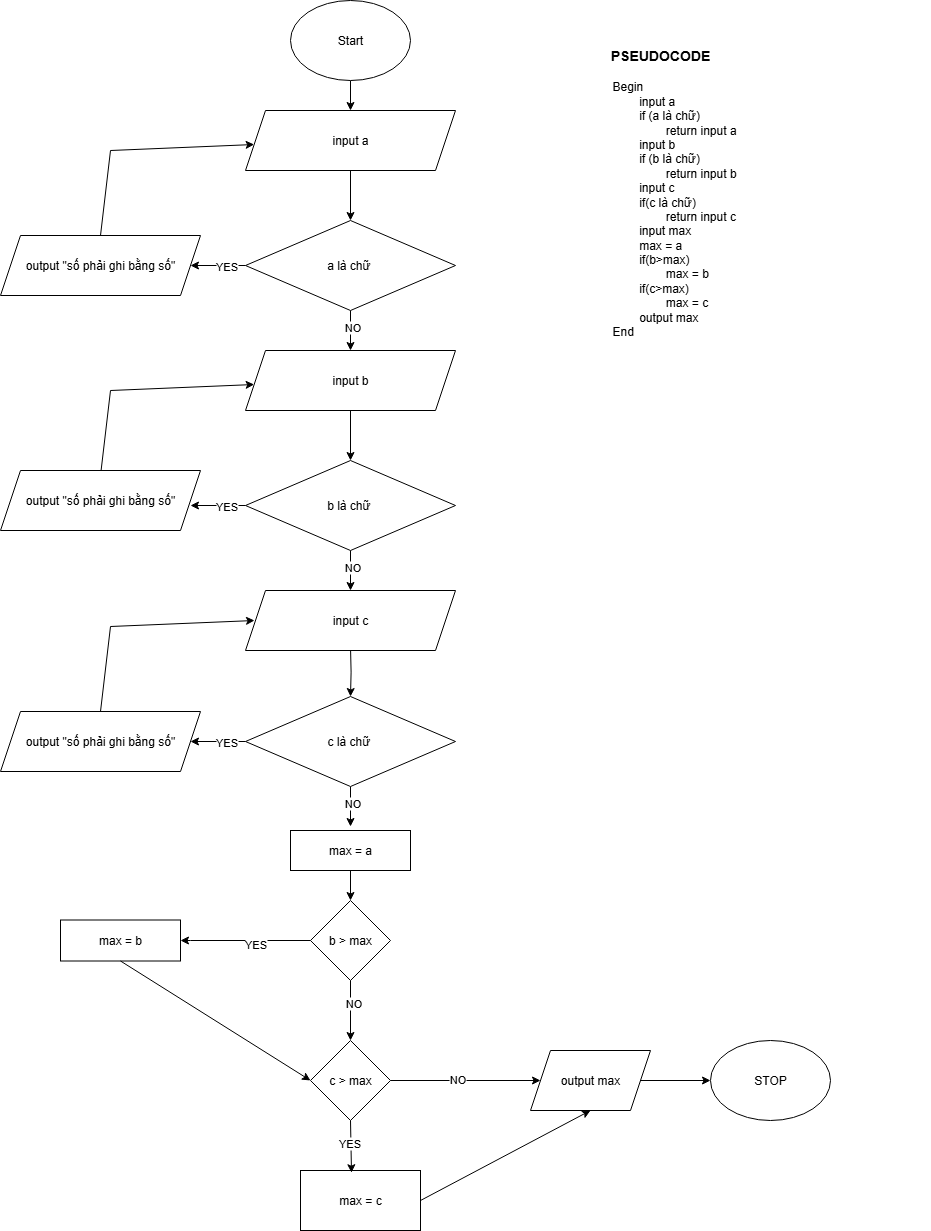 Start
input a
a là chữ
YES
output "số phải ghi bằng số"
NO
input b
b là chữ
YES
output "số phải ghi bằng số"
NO
input c
c là chữ
YES
output "số phải ghi bằng số"
NO
max = a
b > max
YES
max = b
NO
c > max
NO
output max
STOP
YES
max = c
PSEUDOCODE
Begin
input a
if (a là chữ)
return input a
input b
if (b là chữ)
return input b
input c
if(c là chữ)
return input c
input max
max = a
if(b>max)
max = b
if(c>max)
max = c
output max
End